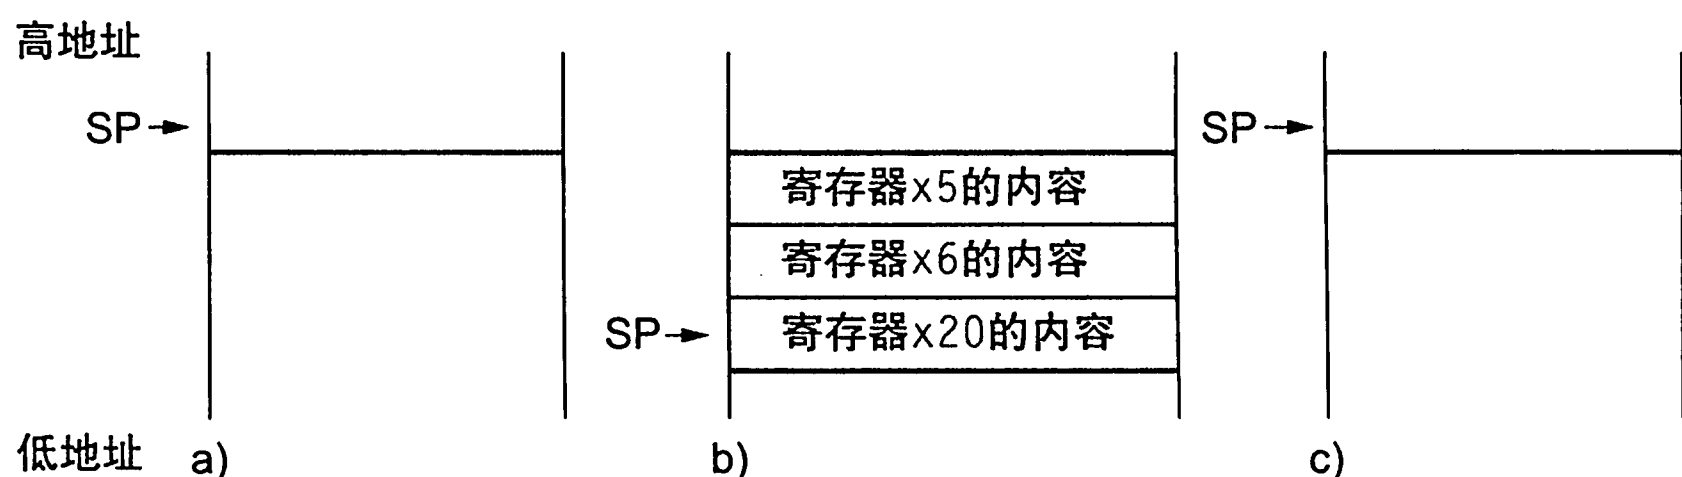 高地址
SP
SP
寄存器x5的内容
寄存器x6的内容
SP
寄存器x20的内容
低地址
a)
b)
c)